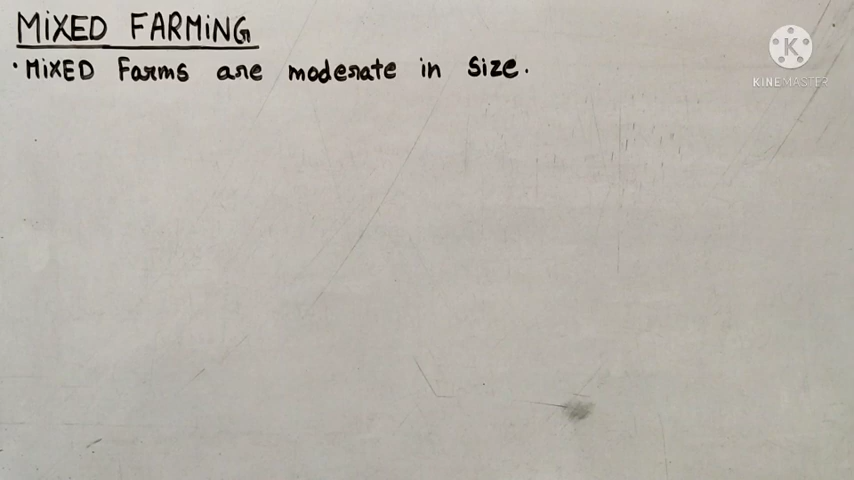 MiXED FARMiNG
• MiXED Farms are moderate in size.
K
KINEMASTER